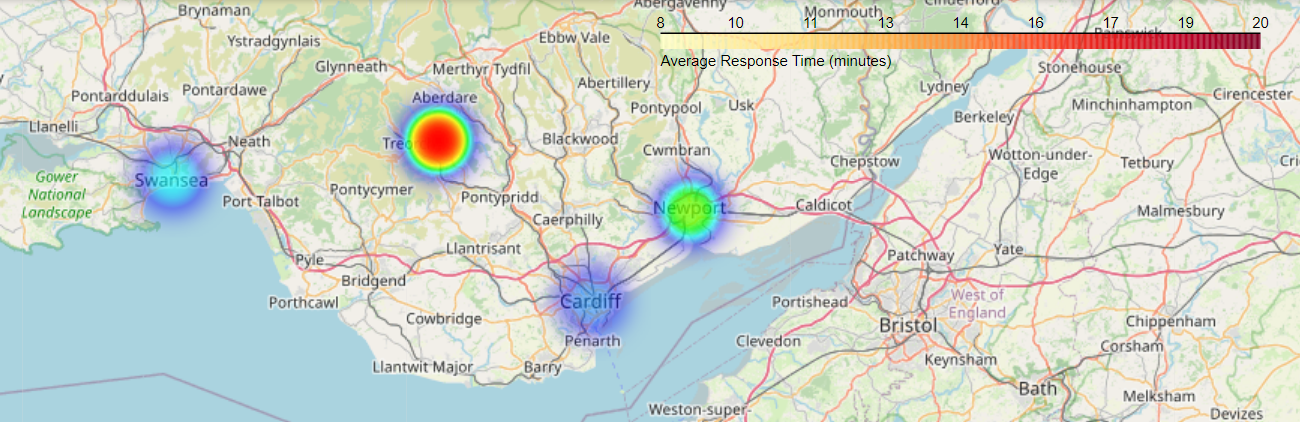 Brynaman
Abergavenny
Cinderford
Monmouth
8 10 11 13 14 16 17 19 20
Ystradgynlais
Ebbw Vale
Painswick
Average Response Time (minutes)
Glynneath
Merthyr Tydfil
Stonehouse
Pontardawe
Abertillery
Lydney
Pontarddulais
Aberdare
Pontypool
Usk
Minchinhampton
Cirencester
Berkeley
Llanelli
Neath
Treo
Blackwood
Cwmbran
Chepstow
Wotton-under-
Edge
Tetbury
Cri
Gower
National
Landscape
Swansea
Pontycymer
Port Talbot
Pontypridd
Newport
Caldicot
Malmesbury
Caerphilly
Llantrisant
Pyle
Patchway
Yate
Bridgend
Porthcawl
Cardiff
Portishead
West of
England
Cowbridge
Bristol
Chippenham
Penarth
Clevedon
Corsham
Keynsham
Llantwit Major
Barry
Bath
Melksham
Weston-super-
Devizes